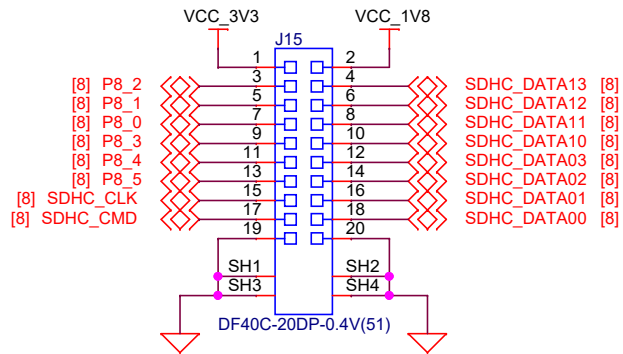 VCC_3V3 VCC_1V8
J15
1 2
[8] P8_2 3 4 SDHC_DATA13 [8]
[8] P8_1 5 6 SDHC_DATA12 [8]
[8] P8_0 7 8 SDHC_DATA11 [8]
[8] P8_3 9 10 SDHC_DATA10 [8]
[8] P8_4 11 12 SDHC_DATA03 [8]
[8] P8_5 13 14 SDHC_DATA02 [8]
[8] SDHC_CLK 15 16 SDHC_DATA01 [8]
[8] SDHC_CMD 17 18 SDHC_DATA00 [8]
19 20
SH1 SH2
SH3 SH4
DF40C-20DP-0.4V(51)